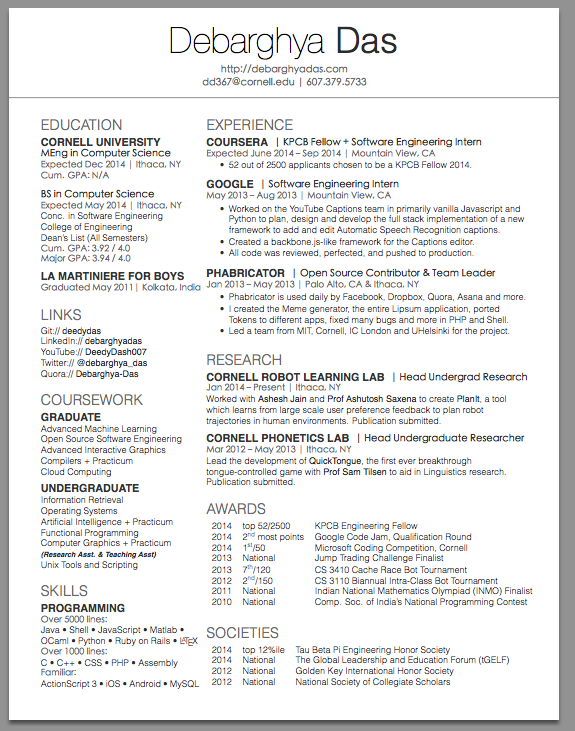 Debarghya Das
http://debarghyadas.com
dd367@cornell.edu | 607.379.5733
EDUCATION
CORNELL UNIVERSITY
MEng in Computer Science
Expected Dec 2014 | Ithaca, NY
Cum. GPA: N/A
BS in Computer Science
Expected May 2014 | Ithaca, NY
Conc. in Software Engineering
College of Engineering
Dean's List (All Semesters)
Cum. GPA: 3.92 / 4.0
Major GPA: 3.94 / 4.0
LA MARTINIERE FOR BOYS
Graduated May 2011 | Kolkata, India
LINKS
Git:// deedydas
LinkedIn:// debarghyadas
YouTube:// DeedyDash007
Twitter:// @debarghya_das
Quora:// Debarghya-Das
COURSEWORK
GRADUATE
Advanced Machine Learning
Open Source Software Engineering
Advanced Interactive Graphics
Compilers + Practicum
Cloud Computing
UNDERGRADUATE
Information Retrieval
Operating Systems
Artificial Intelligence + Practicum
Functional Programming
Computer Graphics + Practicum
(Research Asst. & Teaching Asst)
Unix Tools and Scripting
SKILLS
PROGRAMMING
Over 5000 lines:
Java • Shell • JavaScript • Matlab •
OCaml • Python • Ruby on Rails • LaTeX
Over 1000 lines:
C • C++ • CSS • PHP • Assembly
Familiar:
ActionScript 3 • iOS • Android • MySQL
EXPERIENCE
COURSERA | KPCB Fellow + Software Engineering Intern
Expected June 2014 – Sep 2014 | Mountain View, CA
• 52 out of 2500 applicants chosen to be a KPCB Fellow 2014.
GOOGLE | Software Engineering Intern
May 2013 – Aug 2013 | Mountain View, CA
• Worked on the YouTube Captions team in primarily vanilla Javascript and
Python to plan, design and develop the full stack implementation of a new
framework to add and edit Automatic Speech Recognition captions.
• Created a backbone.js-like framework for the Captions editor.
• All code was reviewed, perfected, and pushed to production.
PHABRICATOR | Open Source Contributor & Team Leader
Jan 2013 – May 2013 | Palo Alto, CA & Ithaca, NY
• Phabricator is used daily by Facebook, Dropbox, Quora, Asana and more.
• I created the Meme generator, the entire Lipsum application, ported
Tokens to different apps, fixed many bugs and more in PHP and Shell.
• Led a team from MIT, Cornell, IC London and UHelsinki for the project.
RESEARCH
CORNELL ROBOT LEARNING LAB | Head Undergrad Research
Jan 2014 – Present | Ithaca, NY
Worked with Ashesh Jain and Prof Ashutosh Saxena to create PlanIt, a tool
which learns from large scale user preference feedback to plan robot
trajectories in human environments. Publication submitted.
CORNELL PHONETICS LAB | Head Undergraduate Researcher
Mar 2012 – May 2013 | Ithaca, NY
Lead the development of QuickTongue, the first ever breakthrough
tongue-controlled game with Prof Sam Tilsen to aid in Linguistics research.
Publication submitted.
AWARDS
2014 top 52/2500 KPCB Engineering Fellow
2014 2nd most points Google Code Jam, Qualification Round
2014 1st/50 Microsoft Coding Competition, Cornell
2013 National Jump Trading Challenge Finalist
2013 7th/120 CS 3410 Cache Race Bot Tournament
2012 2nd/150 CS 3110 Biannual Intra-Class Bot Tournament
2011 National Indian National Mathematics Olympiad (INMO) Finalist
2010 National Comp. Soc. of India's National Programming Contest
SOCIETIES
2014 top 12%ile Tau Beta Pi Engineering Honor Society
2014 National The Global Leadership and Education Forum (tGELF)
2012 National Golden Key International Honor Society
2012 National National Society of Collegiate Scholars